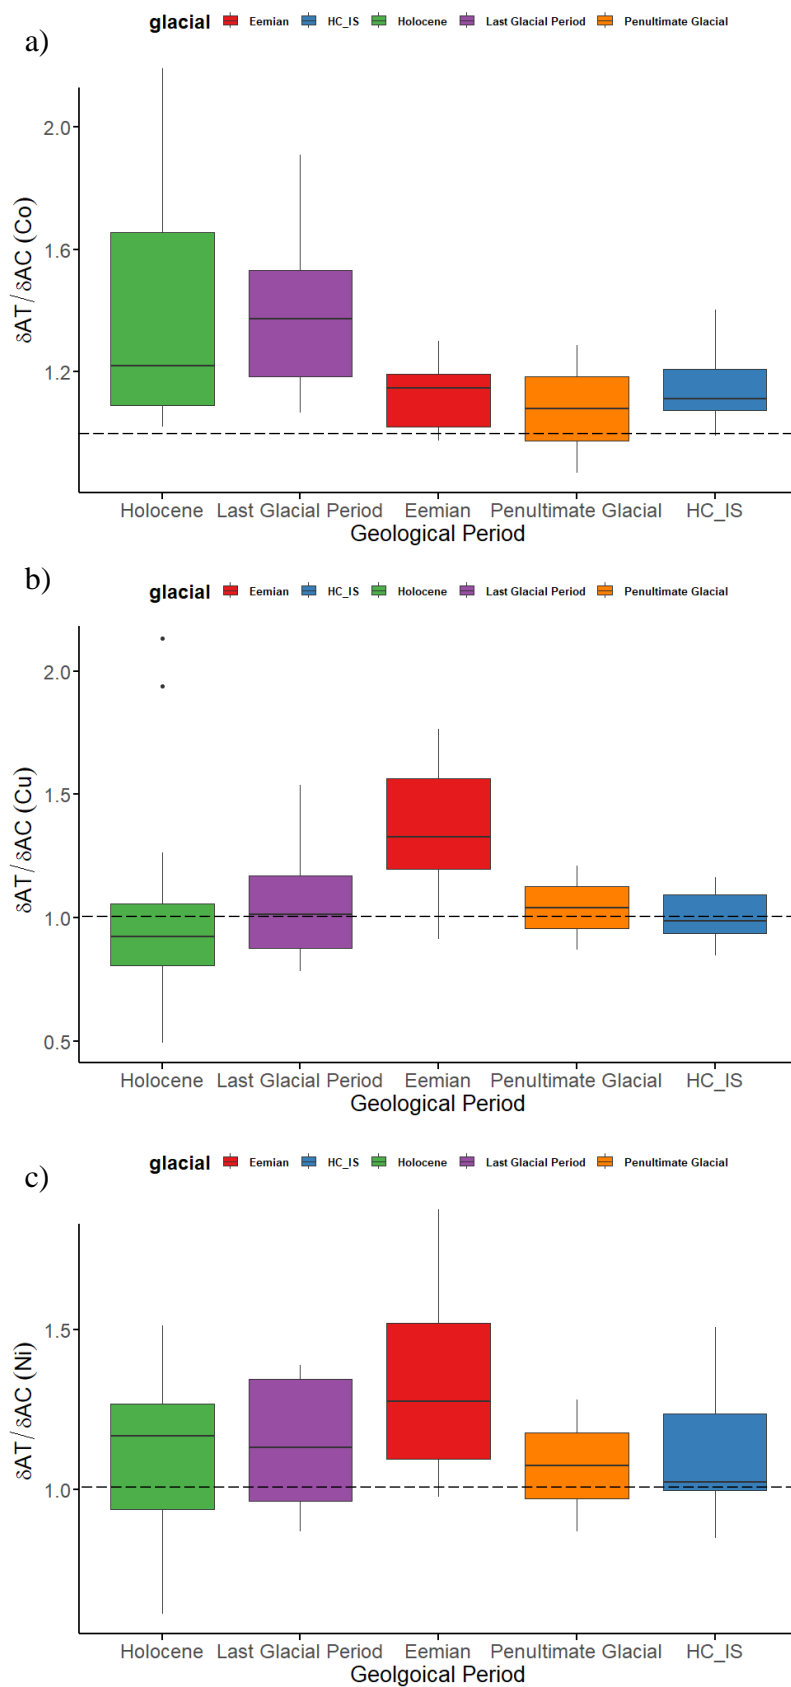 glacial Eemian HC_IS Holocene Last Glacial Period Penultimate Glacial
a)
2.0
1.6
1.2
δAT/δAC (Co)
Holocene Last Glacial Period Eemian Penultimate Glacial HC_IS
Geological Period
b)
glacial Eemian HC_IS Holocene Last Glacial Period Penultimate Glacial
2.0
1.5
1.0
0.5
δAT/δAC (Cu)
Holocene Last Glacial Period Eemian Penultimate Glacial HC_IS
Geological Period
glacial Eemian HC_IS Holocene Last Glacial Period Penultimate Glacial
c)
1.5
1.0
δAT/δAC (Ni)
Holocene Last Glacial Period Eemian Penultimate Glacial HC_IS
Geolgoical Period